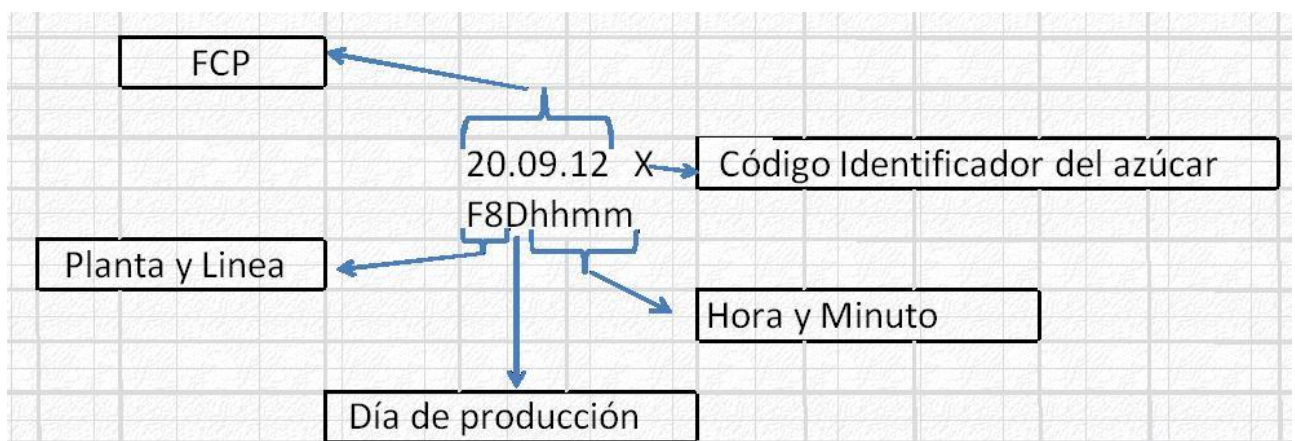 FCP
20.09.12 X
Código Identificador del azúcar
F8Dhhmm
Planta y Linea
Hora y Minuto
Día de producción